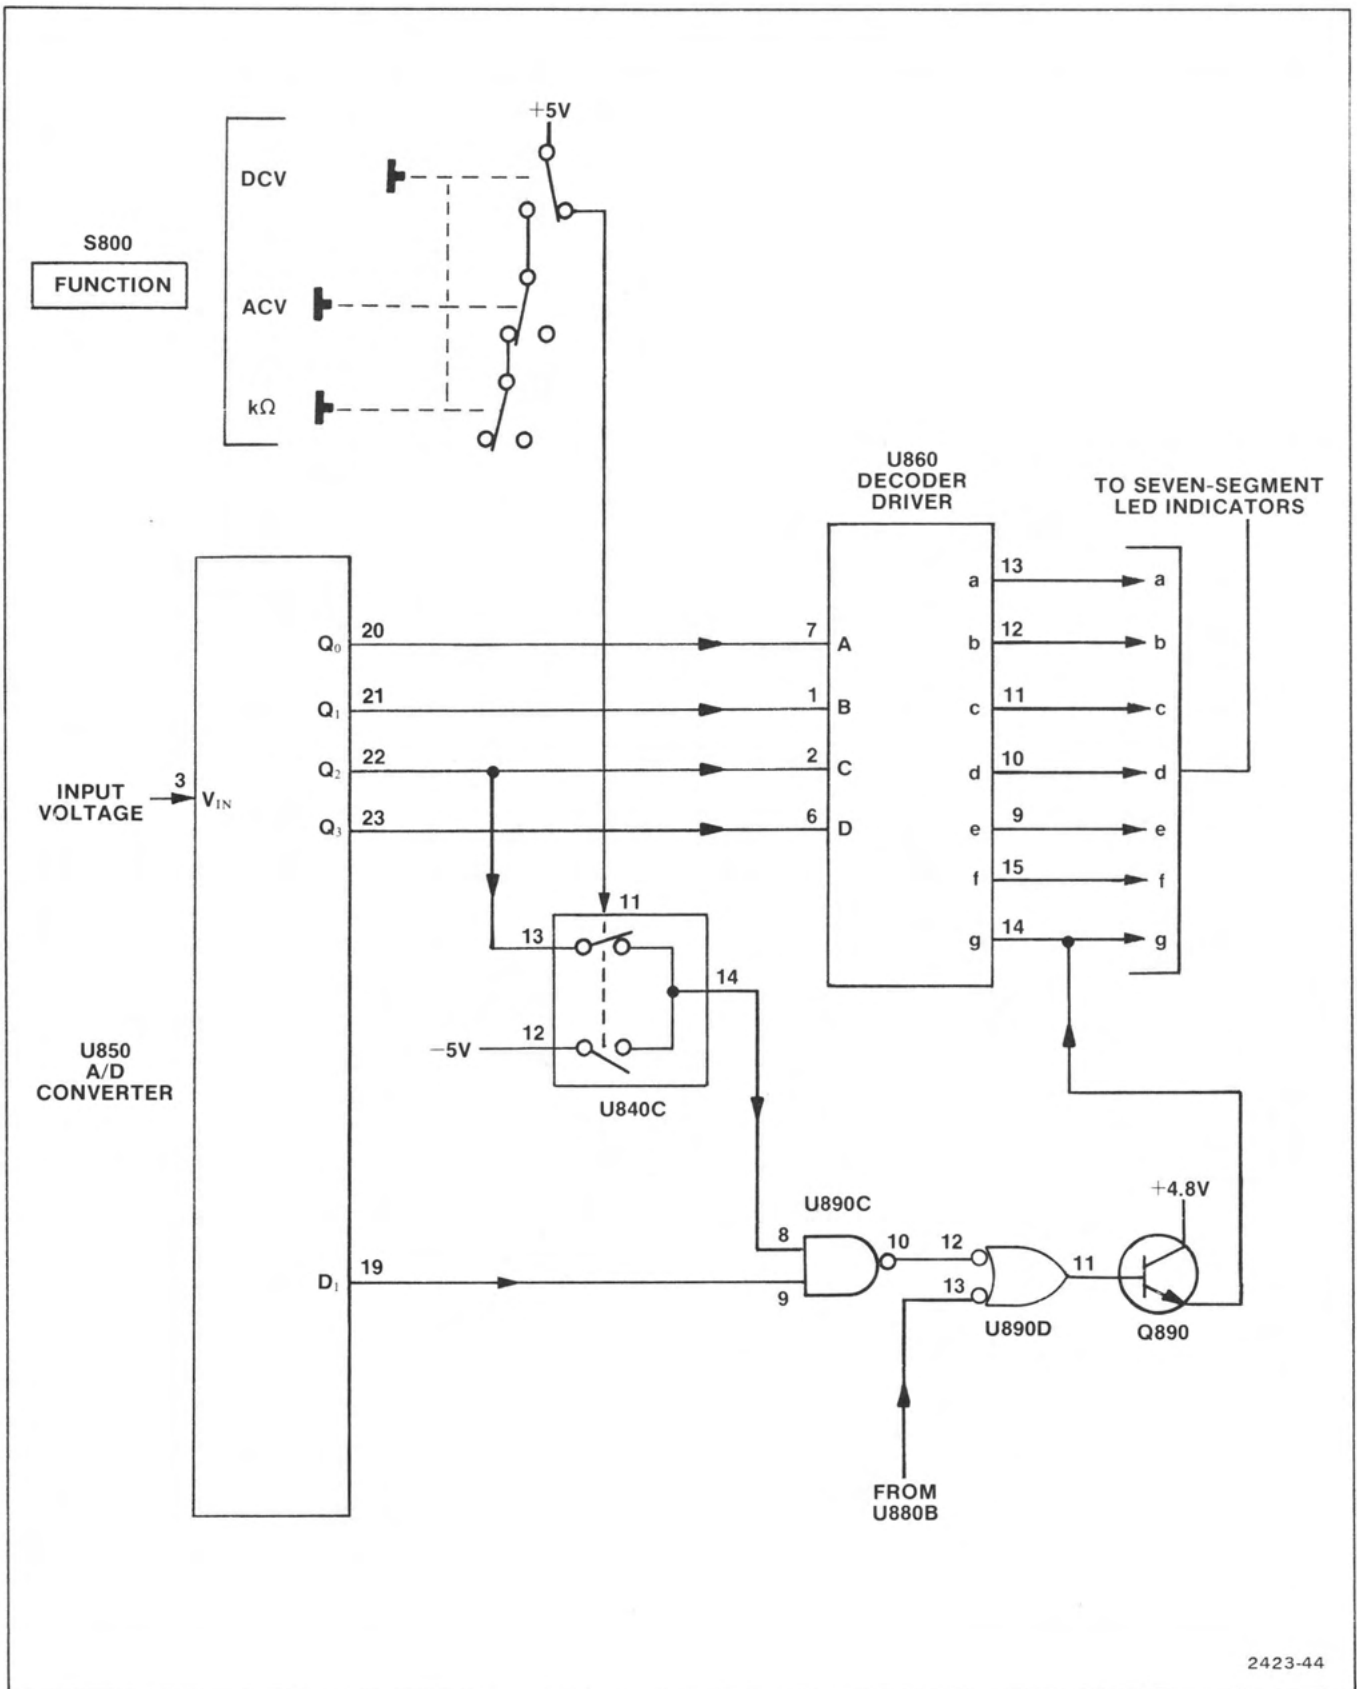 +5V
DCV
S800
FUNCTION
ACV
kΩ
U860
DECODER
DRIVER
TO SEVEN-SEGMENT
LED INDICATORS
a 13 a
Q₀ 20 7 A b 12 b
Q₁ 21 1 B c 11 c
Q₂ 22 2 C d 10 d
INPUT
VOLTAGE
3 V_IN
Q₃ 23 6 D e 9 e
f 15 f
g 14 g
11
13
14
−5V 12
U840C
U850
A/D
CONVERTER
+4.8V
U890C
8 10 12 11
D₁ 19 9 13
U890D
Q890
FROM
U880B
2423-44